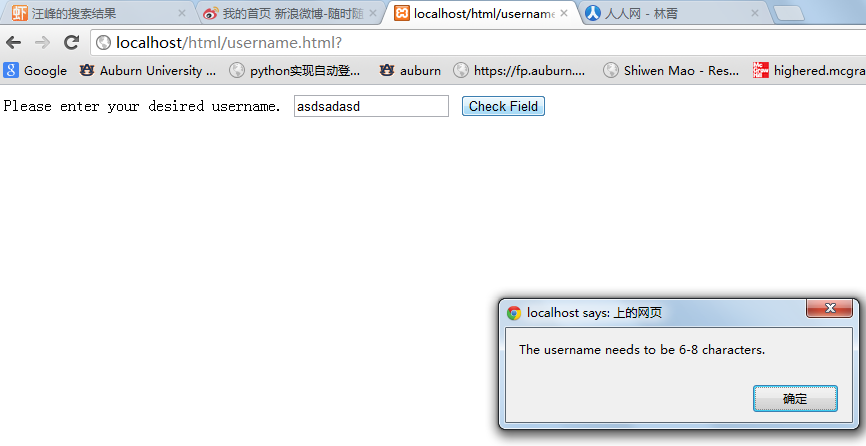 汪峰的搜索结果
我的首页 新浪微博-随时随
localhost/html/username
人人网 - 林霄
localhost/html/username.html?
Google
Auburn University ...
python实现自动登...
auburn
https://fp.auburn....
Shiwen Mao - Res...
highered.mcgra
Please enter your desired username.
asdsadasd
Check Field
localhost says: 上的网页
The username needs to be 6-8 characters.
确定